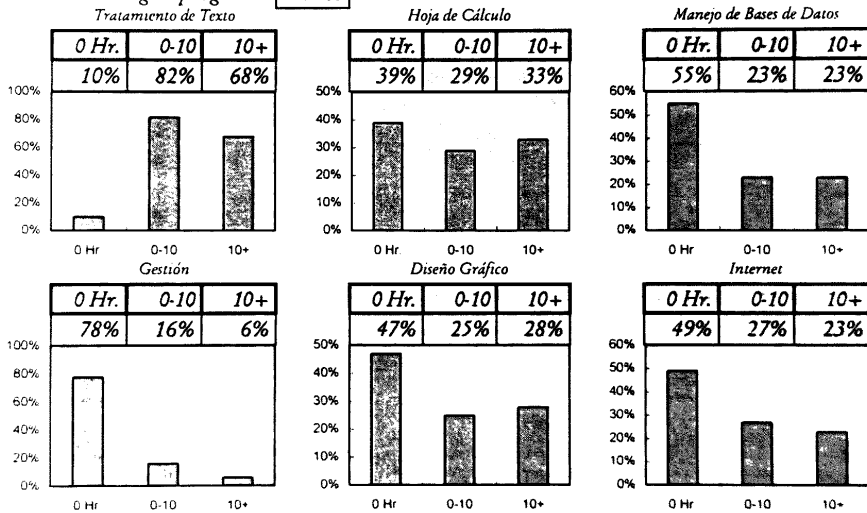 Tratamiento de Texto
0 Hr. 0-10 10+
10% 82% 68%
100%
80%
60%
40%
20%
0%
0 Hr 0-10 10+
Hoja de Cálculo
0 Hr. 0-10 10+
39% 29% 33%
50%
40%
30%
20%
10%
0%
0 Hr. 0-10 10+
Manejo de Bases de Datos
0 Hr. 0-10 10+
55% 23% 23%
60%
50%
40%
30%
20%
10%
0%
0 Hr 0-10 10+
Gestión
0 Hr. 0-10 10+
78% 16% 6%
100%
80%
60%
40%
20%
0%
0 Hr 0-10 10+
Diseño Gráfico
0 Hr. 0-10 10+
47% 25% 28%
50%
40%
30%
20%
10%
0%
0 Hr 0-10 10+
Internet
0 Hr. 0-10 10+
49% 27% 23%
60%
50%
40%
30%
20%
10%
0%
0 Hr 0-10 10+